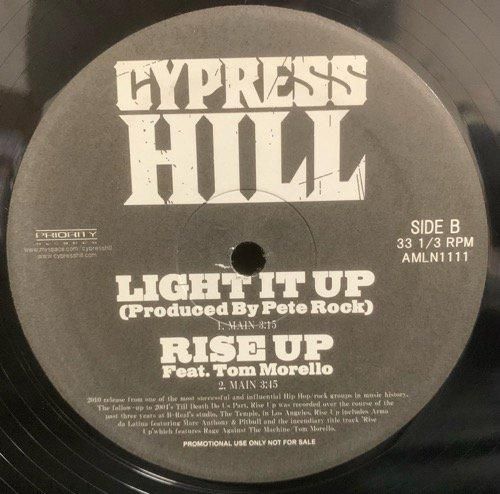 CYPRESS
HILL
PRIORITY
RECORDS
www.myspace.com/cypresshill
www.cypresshill.com
SIDE B
33 1/3 RPM
AMLN1111
LIGHT IT UP
(Produced By Pete Rock)
1. MAIN 3:15
RISE UP
Feat. Tom Morello
2. MAIN 3:45
2010 release from one of the most successful and influential Hip Hop/rock groups in music history.
The follow-up to 2004's Till Death Do Us Part, Rise Up was recorded over the course of the
past three years at B-Real's studio, The Temple, in Los Angeles. Rise Up includes Armo
da Latina featuring Marc Anthony & Pitbull and the incendiary title track 'Rise
Up'which features Rage Against The Machine Tom Morello.
PROMOTIONAL USE ONLY NOT FOR SALE